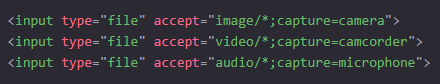 <input type="file" accept="image/*;capture=camera">
<input type="file" accept="video/*;capture=camcorder">
<input type="file" accept="audio/*;capture=microphone">